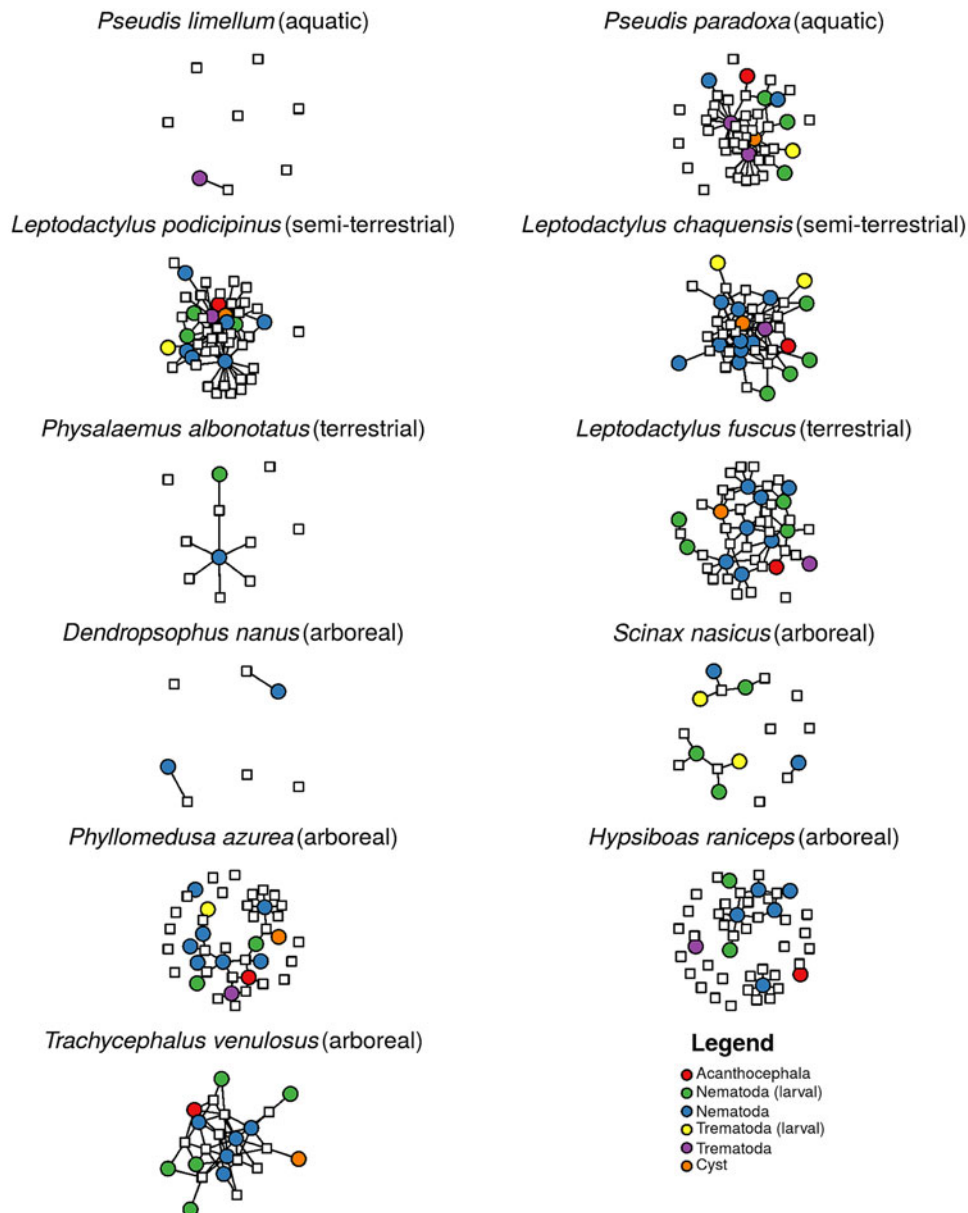 Pseudis limellum (aquatic)
Pseudis paradoxa (aquatic)
Leptodactylus podicipinus (semi-terrestrial)
Leptodactylus chaquensis (semi-terrestrial)
Physalaemus albonotatus (terrestrial)
Leptodactylus fuscus (terrestrial)
Dendropsophus nanus (arboreal)
Scinax nasicus (arboreal)
Phyllomedusa azurea (arboreal)
Hypsiboas raniceps (arboreal)
Trachycephalus venulosus (arboreal)
Legend
Acanthocephala
Nematoda (larval)
Nematoda
Trematoda (larval)
Trematoda
Cyst